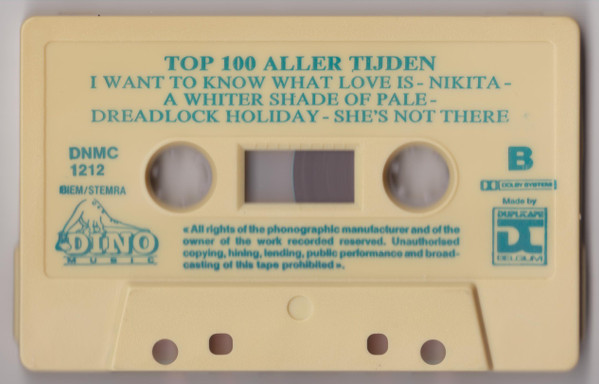 TOP 100 ALLER TIJDEN
I WANT TO KNOW WHAT LOVE IS - NIKITA -
A WHITER SHADE OF PALE -
DREADLOCK HOLIDAY - SHE'S NOT THERE
DNMC
1212
BIEM/STEMRA
DINO
MUSIC
« All rights of the phonographic manufacturer and of the
owner of the work recorded reserved. Unauthorised
copying, hining, lending, public performance and broad-
casting of this tape prohibited ».
B
DOLBY SYSTEM
Made by
DUPLICAPE
BELGIUM